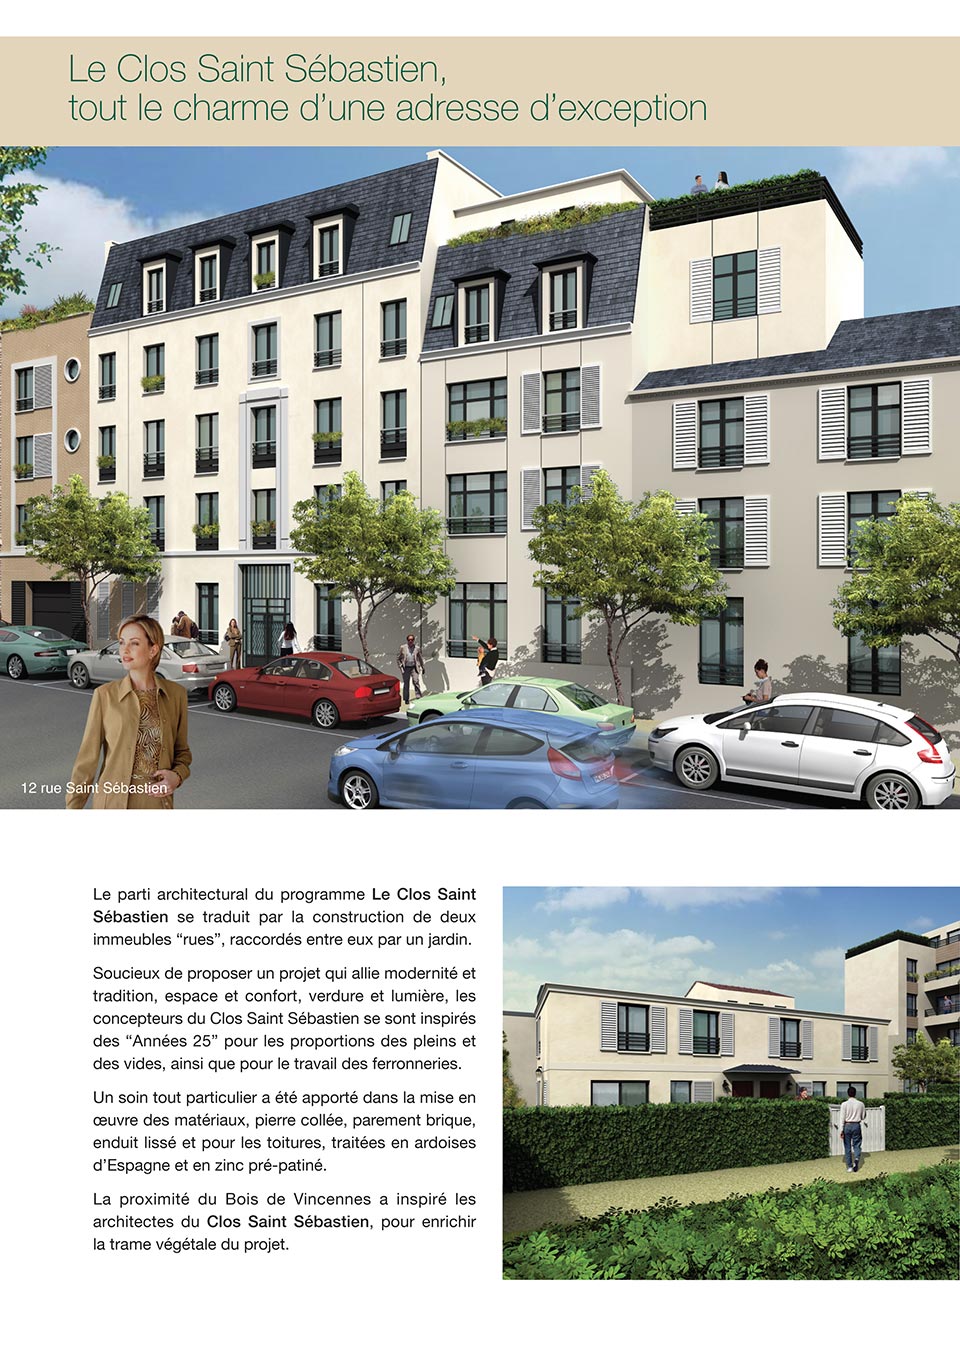 Le Clos Saint Sébastien,
tout le charme d’une adresse d’exception
12 rue Saint Sébastien
Le parti architectural du programme Le Clos Saint
Sébastien se traduit par la construction de deux
immeubles “rues”, raccordés entre eux par un jardin.
Soucieux de proposer un projet qui allie modernité et
tradition, espace et confort, verdure et lumière, les
concepteurs du Clos Saint Sébastien se sont inspirés
des “Années 25” pour les proportions des pleins et
des vides, ainsi que pour le travail des ferronneries.
Un soin tout particulier a été apporté dans la mise en
œuvre des matériaux, pierre collée, parement brique,
enduit lissé et pour les toitures, traitées en ardoises
d’Espagne et en zinc pré-patiné.
La proximité du Bois de Vincennes a inspiré les
architectes du Clos Saint Sébastien, pour enrichir
la trame végétale du projet.